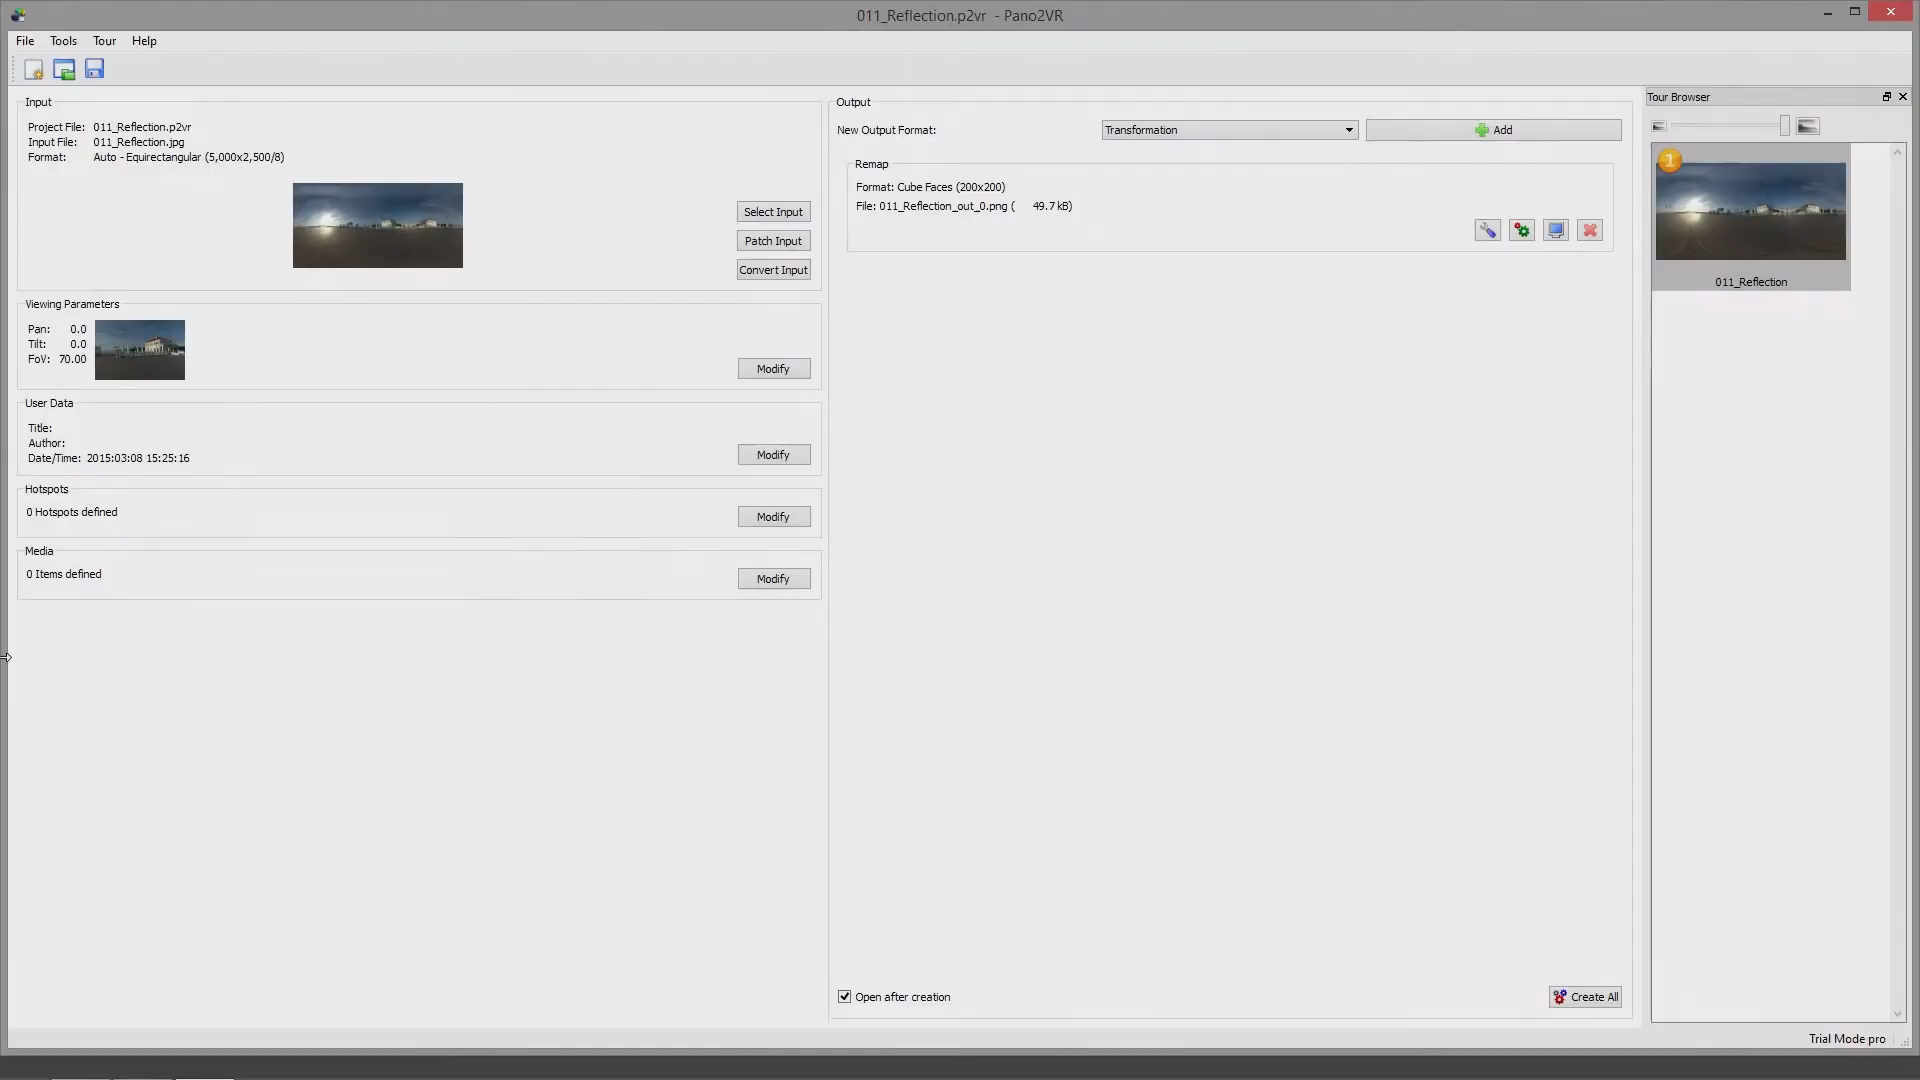 011_Reflection.p2vr - Pano2VR
File Tools Tour Help
Input
Project File: 011_Reflection.p2vr
Input File: 011_Reflection.jpg
Format: Auto - Equirectangular (5,000x2,500/8)
Select Input
Patch Input
Convert Input
Viewing Parameters
Pan: 0.0
Tilt: 0.0
FoV: 70.00
Modify
User Data
Title:
Author:
Date/Time: 2015:03:08 15:25:16
Modify
Hotspots
0 Hotspots defined
Modify
Media
0 Items defined
Modify
Output
New Output Format: Transformation Add
Remap
Format: Cube Faces (200x200)
File: 011_Reflection_out_0.png ( 49.7 kB)
Open after creation
Create All
Tour Browser
1
011_Reflection
Trial Mode pro